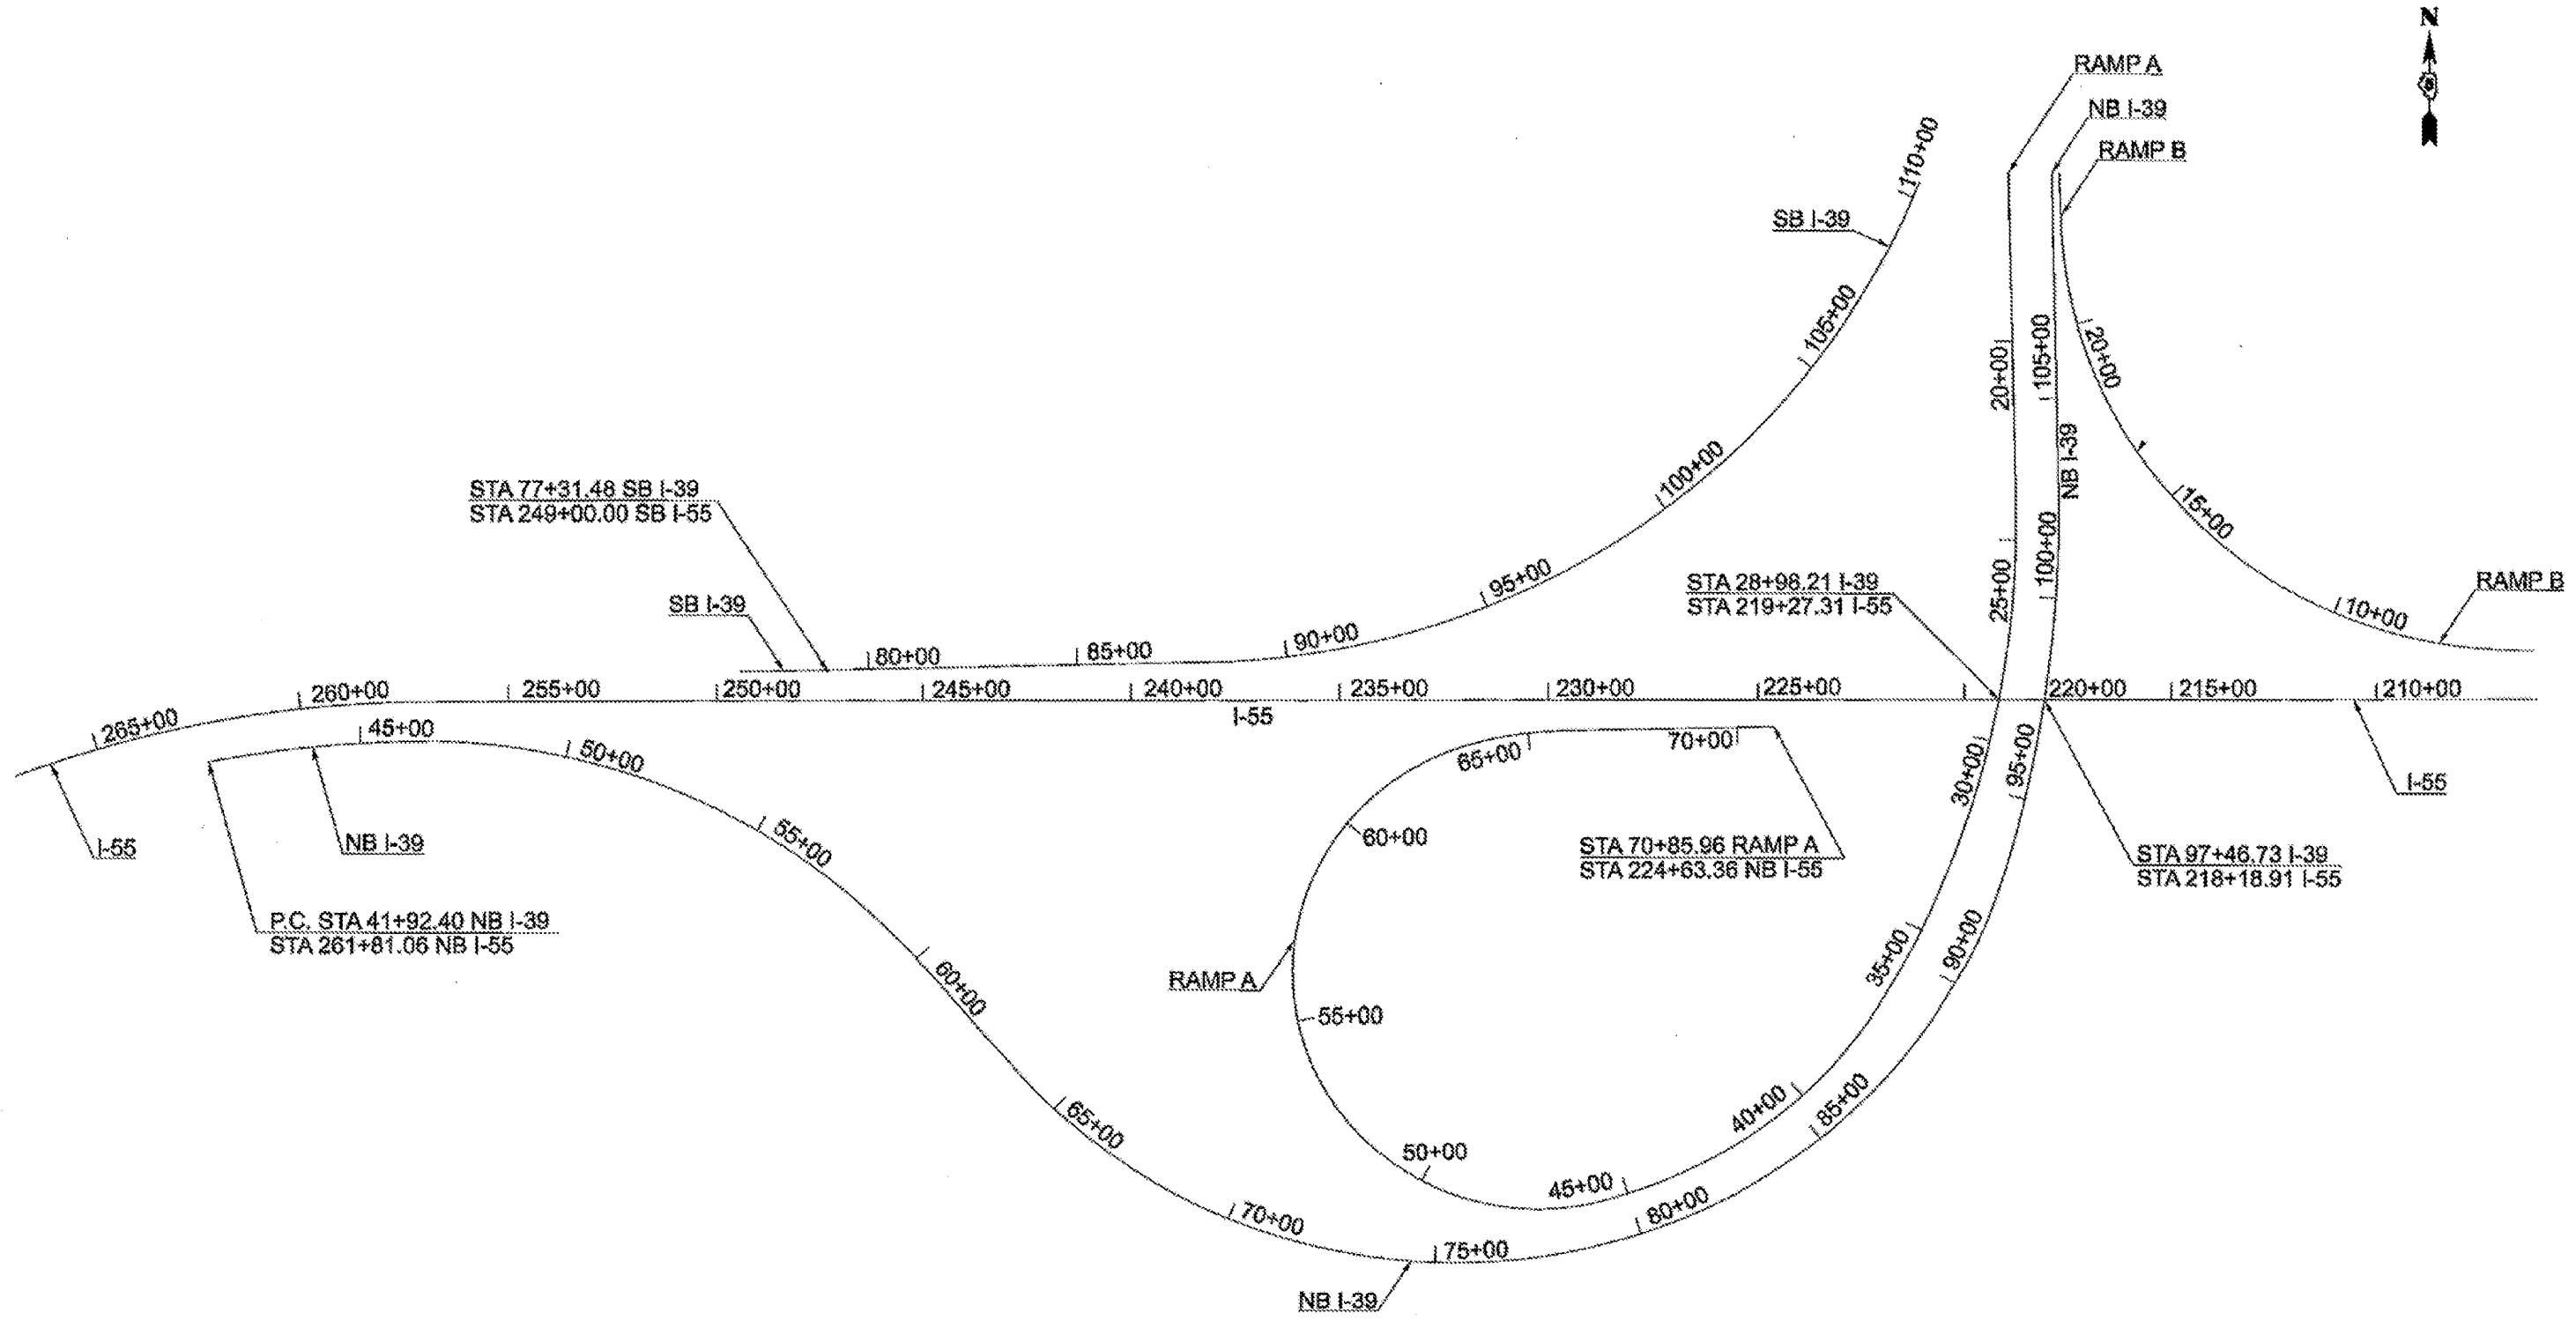 N
RAMP A
NB I-39
RAMP B
110+00
SB I-39
105+00
20+00
105+00
20+00
NB I-39
100+00
15+00
STA 77+31.48 SB I-39
STA 249+00.00 SB I-55
100+00
25+00
95+00
STA 28+98.21 I-39
STA 219+27.31 I-55
RAMP B
10+00
SB I-39
90+00
85+00
80+00
265+00
260+00
255+00
250+00
245+00
240+00
235+00
230+00
225+00
220+00
215+00
210+00
I-55
45+00
50+00
65+00
70+00
30+00
95+00
I-55
I-55
NB I-39
55+00
60+00
STA 70+85.96 RAMP A
STA 224+63.36 NB I-55
STA 97+46.73 I-39
STA 218+18.91 I-55
P.C. STA 41+92.40 NB I-39
STA 261+81.06 NB I-55
60+00
RAMP A
35+00
90+00
55+00
65+00
40+00
85+00
50+00
45+00
70+00
80+00
75+00
NB I-39